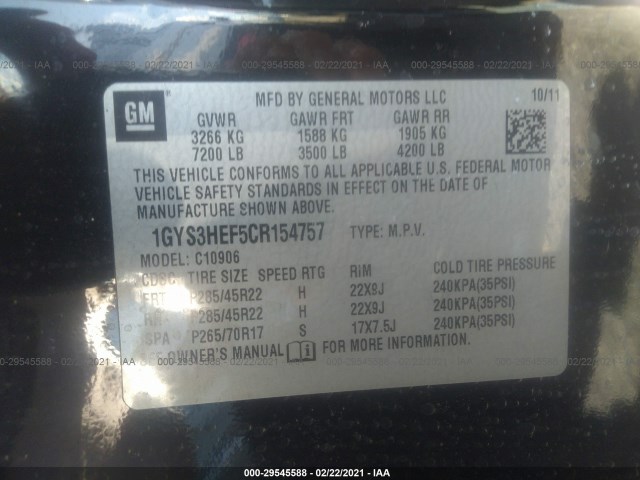 000-29545588 - 02/22/2021 - IAA
000-29545588 - 02/22/2021 - IAA
GM
MFD BY GENERAL MOTORS LLC
10/11
GVWR GAWR FRT GAWR RR
3266 KG 1588 KG 1905 KG
7200 LB 3500 LB 4200 LB
THIS VEHICLE CONFORMS TO ALL APPLICABLE U.S. FEDERAL MOTOR
VEHICLE SAFETY STANDARDS IN EFFECT ON THE DATE OF
MANUFACTURE SHOWN ABOVE.
1GYS3HEF5CR154757 TYPE: M.P.V.
MODEL: C10906
TIRE SIZE SPEED RTG RIM COLD TIRE PRESSURE
FRT P285/45R22 H 22X9J 240KPA(35PSI)
RR P285/45R22 H 22X9J 240KPA(35PSI)
SPA P265/70R17 S 17X7.5J 240KPA(35PSI)
SEE OWNER'S MANUAL FOR MORE INFORMATION.
000-29545588 - 02/22/2021 - IAA
000-29545588 - 02/22/2021 - IAA
000-29545588 - 02/22/2021 - IAA